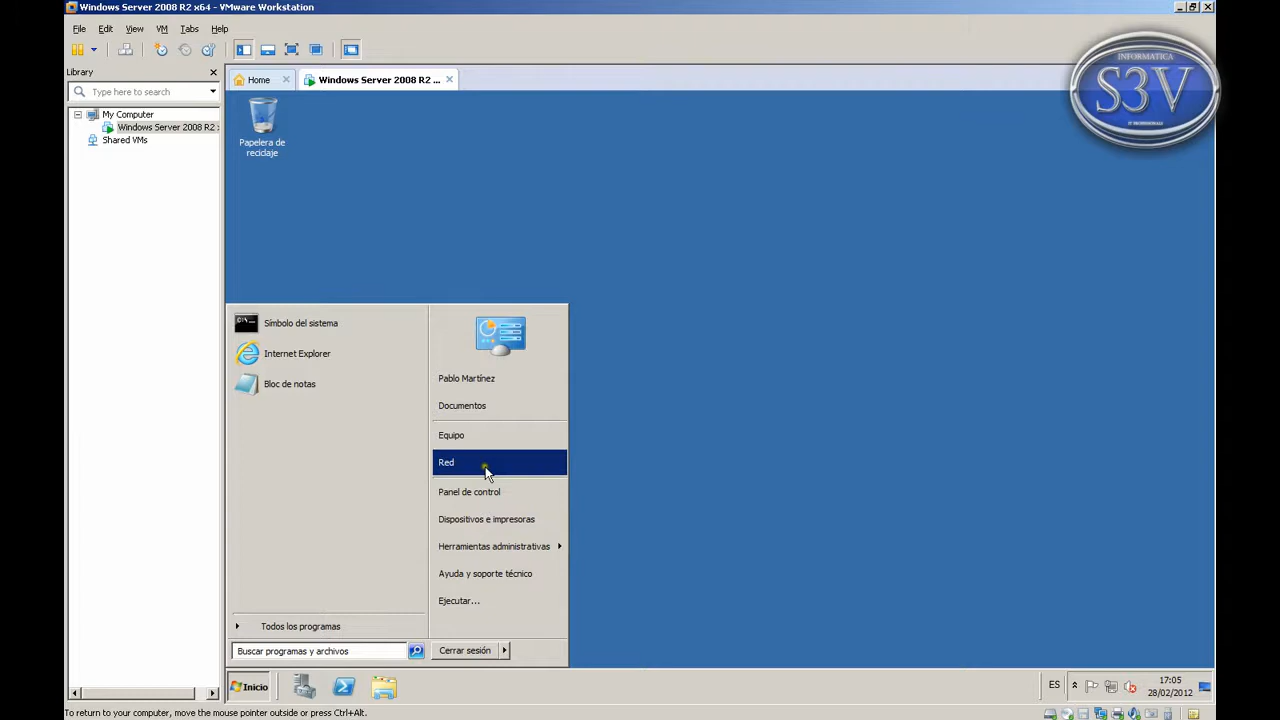 Windows Server 2008 R2 x64 - VMware Workstation
File Edit View VM Tabs Help
Library
Type here to search
My Computer
Windows Server 2008 R2 x
Shared VMs
Home
Windows Server 2008 R2 ...
INFORMATICA
S3V
IT PROFESSIONALS
Papelera de
reciclaje
Símbolo del sistema
Internet Explorer
Bloc de notas
Todos los programas
Buscar programas y archivos
Pablo Martínez
Documentos
Equipo
Red
Panel de control
Dispositivos e impresoras
Herramientas administrativas
Ayuda y soporte técnico
Ejecutar...
Cerrar sesión
Inicio
ES
17:05
28/02/2012
To return to your computer, move the mouse pointer outside or press Ctrl+Alt.